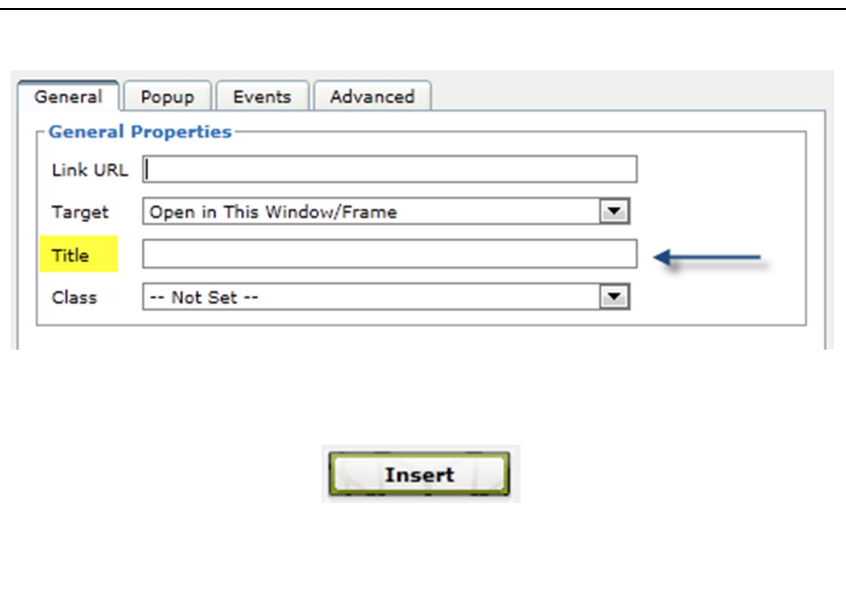 General Popup Events Advanced
General Properties
Link URL
Target Open in This Window/Frame
Title
Class -- Not Set --
Insert